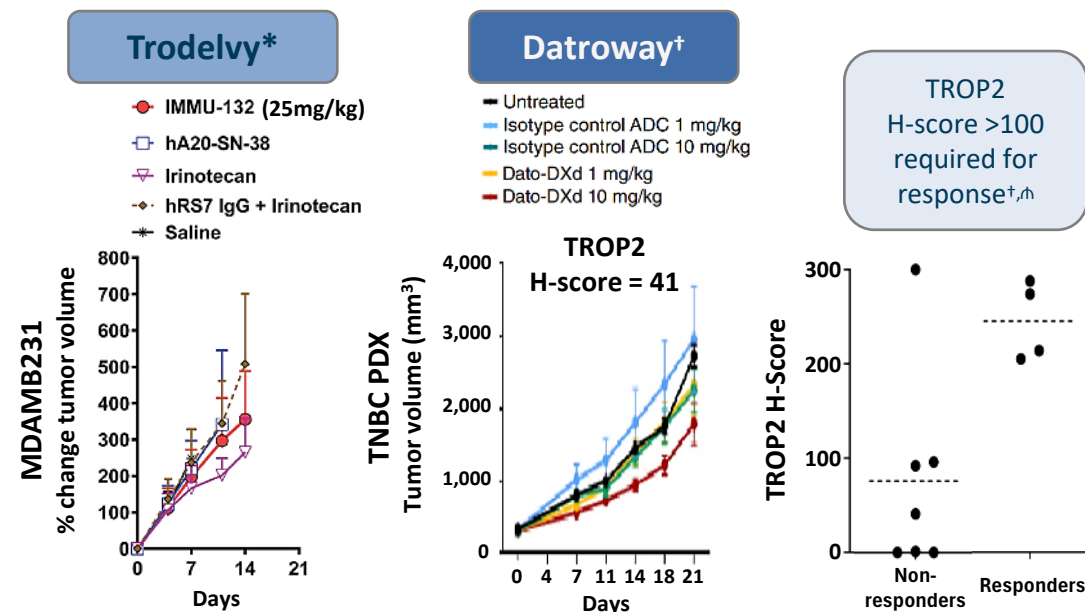 Trodelvy*
IMMU-132 (25mg/kg)
hA20-SN-38
Irinotecan
hRS7 IgG + Irinotecan
Saline
MDAMB231
% change tumor volume
800
700
600
500
400
300
200
100
0
0 7 14 21
Days
Datroway†
Untreated
Isotype control ADC 1 mg/kg
Isotype control ADC 10 mg/kg
Dato-DXd 1 mg/kg
Dato-DXd 10 mg/kg
TROP2
H-score = 41
TNBC PDX
Tumor volume (mm³)
4,000
3,000
2,000
1,000
0
0 4 7 11 14 18 21
Days
TROP2
H-score >100
required for
response†,⫙
TROP2 H-Score
300
200
100
0
Non-
responders
Responders